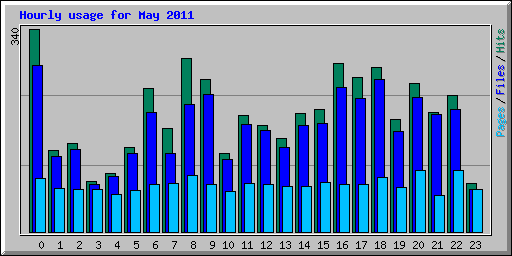 Hourly usage for May 2011
340
Pages/Files/Hits
0 1 2 3 4 5 6 7 8 9 10 11 12 13 14 15 16 17 18 19 20 21 22 23